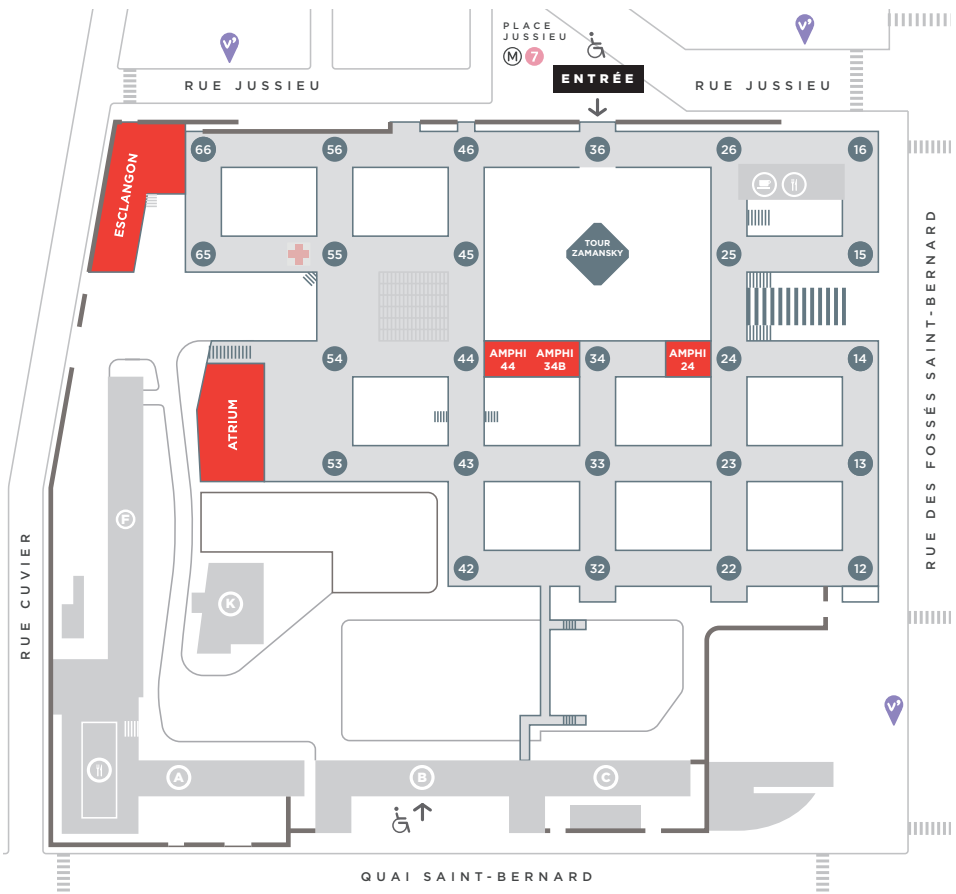 PLACE
JUSSIEU
M 7
V'
V'
ENTRÉE
RUE JUSSIEU
RUE JUSSIEU
66
56
46
36
26
16
ESCLANGON
65
55
45
TOUR
ZAMANSKY
25
15
54
44
AMPHI
44
AMPHI
34B
34
AMPHI
24
24
14
ATRIUM
53
43
33
23
13
42
32
22
12
F
K
V'
A
B
C
RUE CUVIER
RUE DES FOSSÉS SAINT-BERNARD
QUAI SAINT-BERNARD